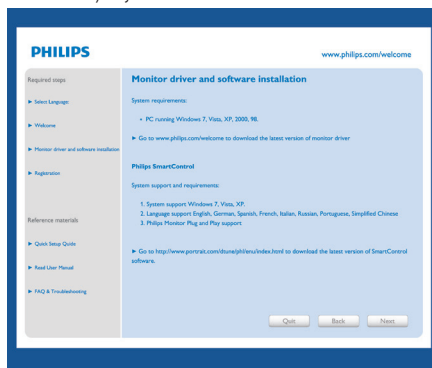 PHILIPS
www.philips.com/welcome
Required steps
► Select Language
► Welcome
► Monitor driver and software installation
► Registration
Reference materials
► Quick Setup Guide
► Read User Manual
► FAQ & Troubleshooting
Monitor driver and software installation
System requirements:
• PC running Windows 7, Vista, XP, 2000, 98.
► Go to www.philips.com/welcome to download the latest version of monitor driver
Philips SmartControl
System support and requirements:
1. System support Windows 7, Vista, XP.
2. Language support English, German, Spanish, French, Italian, Russian, Portuguese, Simplified Chinese
3. Philips Monitor Plug and Play support
► Go to http://www.portrait.com/dtune/phl/enu/index.html to download the latest version of SmartControl
software.
Quit
Back
Next